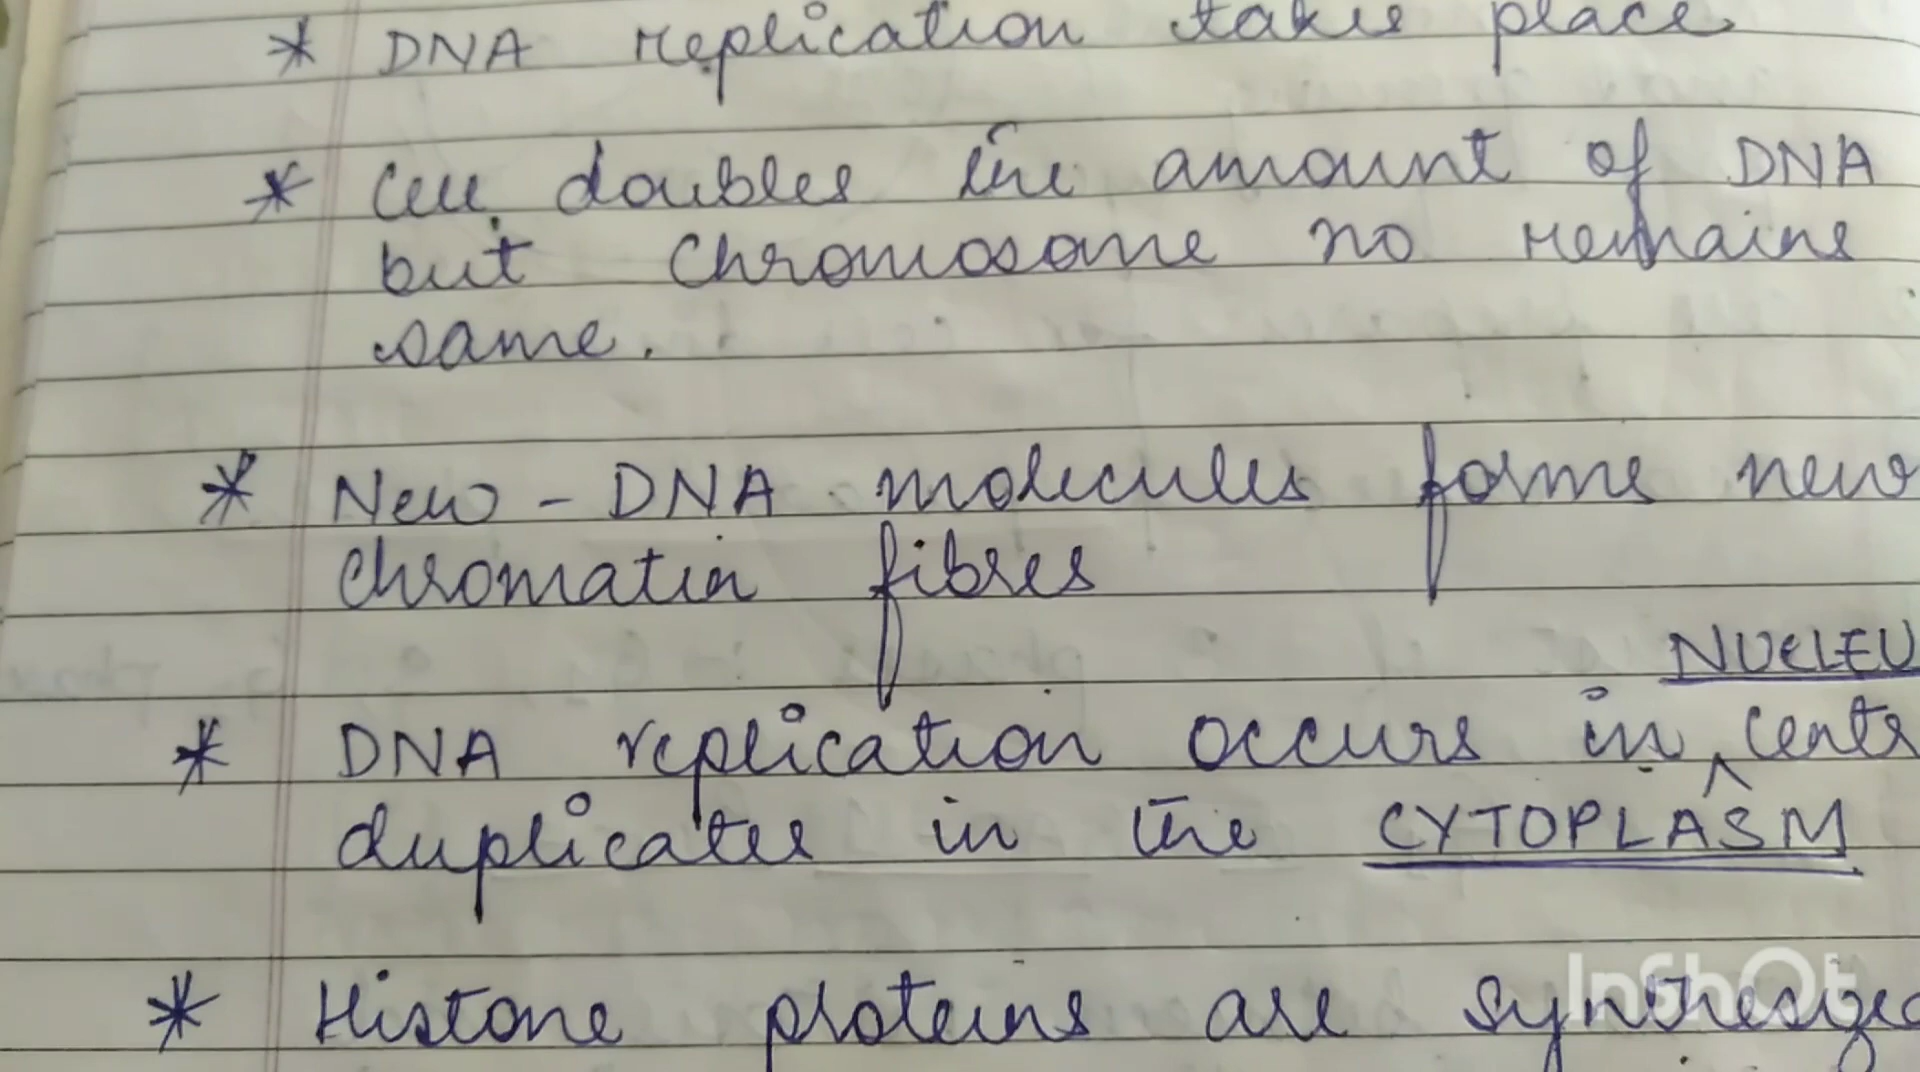 * DNA replication takes place
* Cell doubles the amount of DNA
but Chromosome no remains
same.
* New - DNA molecules forms new
chromatin fibres
NUCLEU
* DNA replication occurs in ^ cents
duplicates in the CYTOPLASM
* Histone proteins are synthesized
InShOt